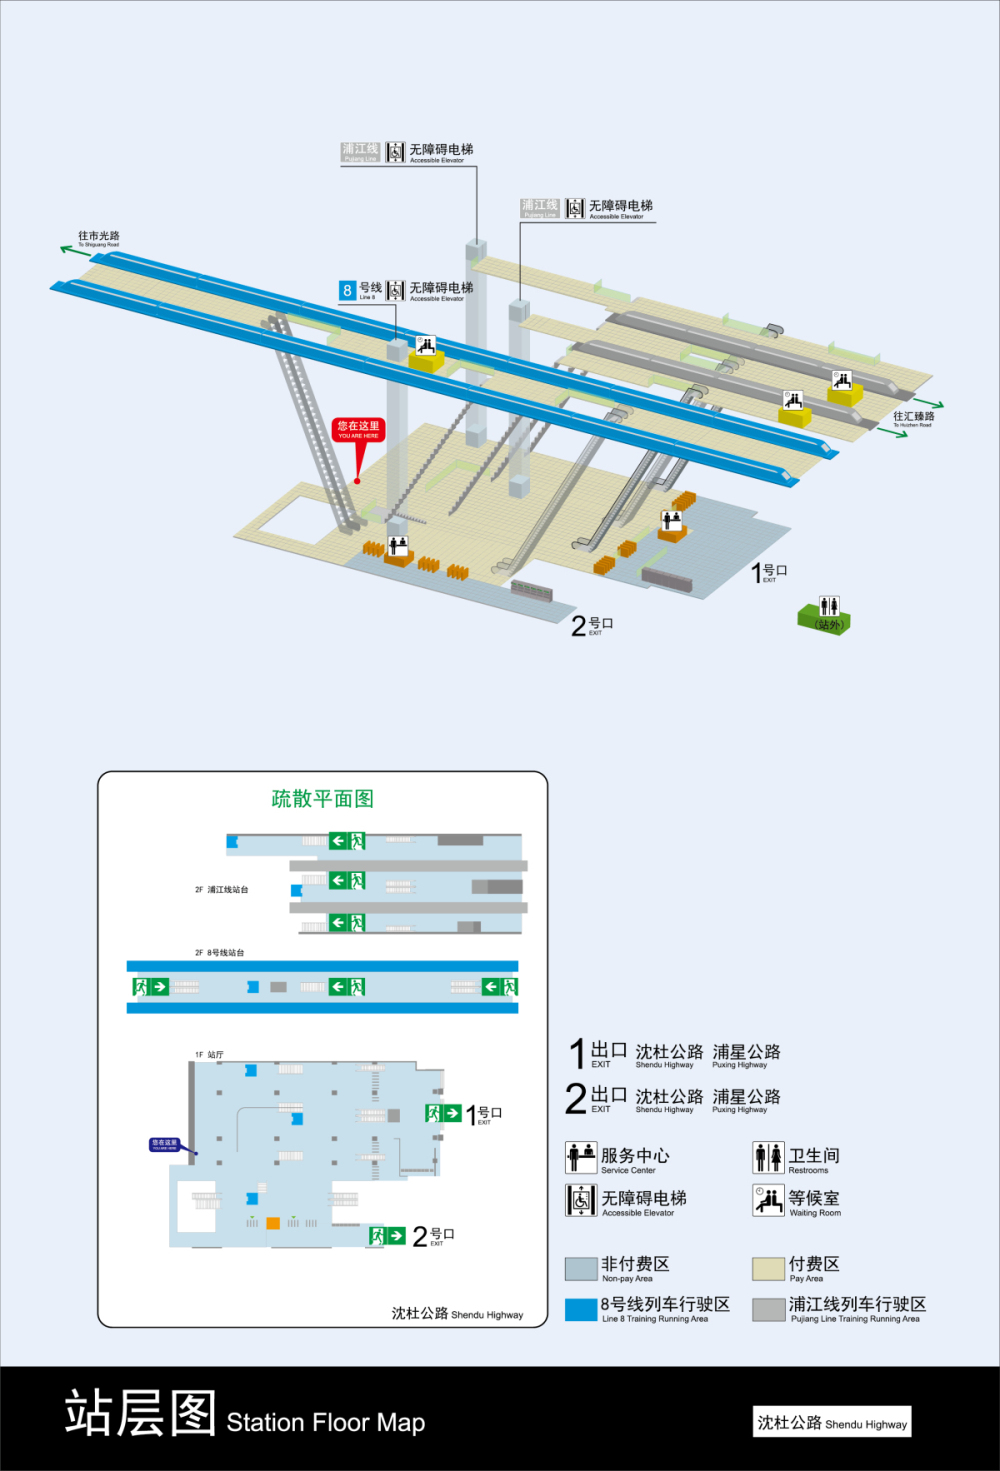 浦江线 无障碍电梯
Pujiang Line Accessible Elevator
浦江线 无障碍电梯
Pujiang Line Accessible Elevator
往市光路
To Shiguang Road
8 号线 无障碍电梯
Line 8 Accessible Elevator
往汇臻路
To Huizhen Road
您在这里
YOU ARE HERE
1 号口
EXIT
2 号口
EXIT
(站外)
疏散平面图
2F 浦江线站台
2F 8号线站台
1F 站厅
1 号口
EXIT
您在这里
YOU ARE HERE
2 号口
EXIT
沈杜公路 Shendu Highway
1 出口 沈杜公路 浦星公路
EXIT Shendu Highway Puxing Highway
2 出口 沈杜公路 浦星公路
EXIT Shendu Highway Puxing Highway
服务中心 卫生间
Service Center Restrooms
无障碍电梯 等候室
Accessible Elevator Waiting Room
非付费区 付费区
Non-pay Area Pay Area
8号线列车行驶区 浦江线列车行驶区
Line 8 Training Running Area Pujiang Line Training Running Area
站层图 Station Floor Map
沈杜公路 Shendu Highway